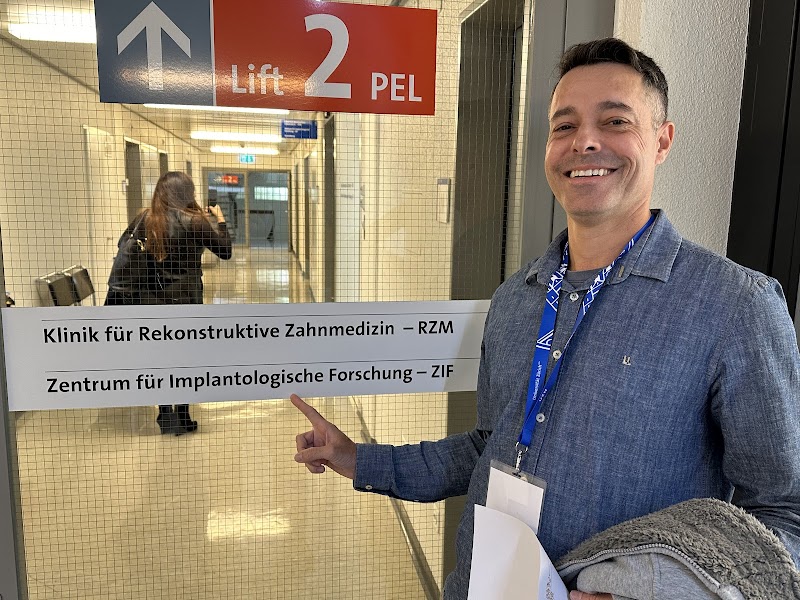 Lift 2 PEL
Klinik für Rekonstruktive Zahnmedizin – RZM
Zentrum für Implantologische Forschung – ZIF